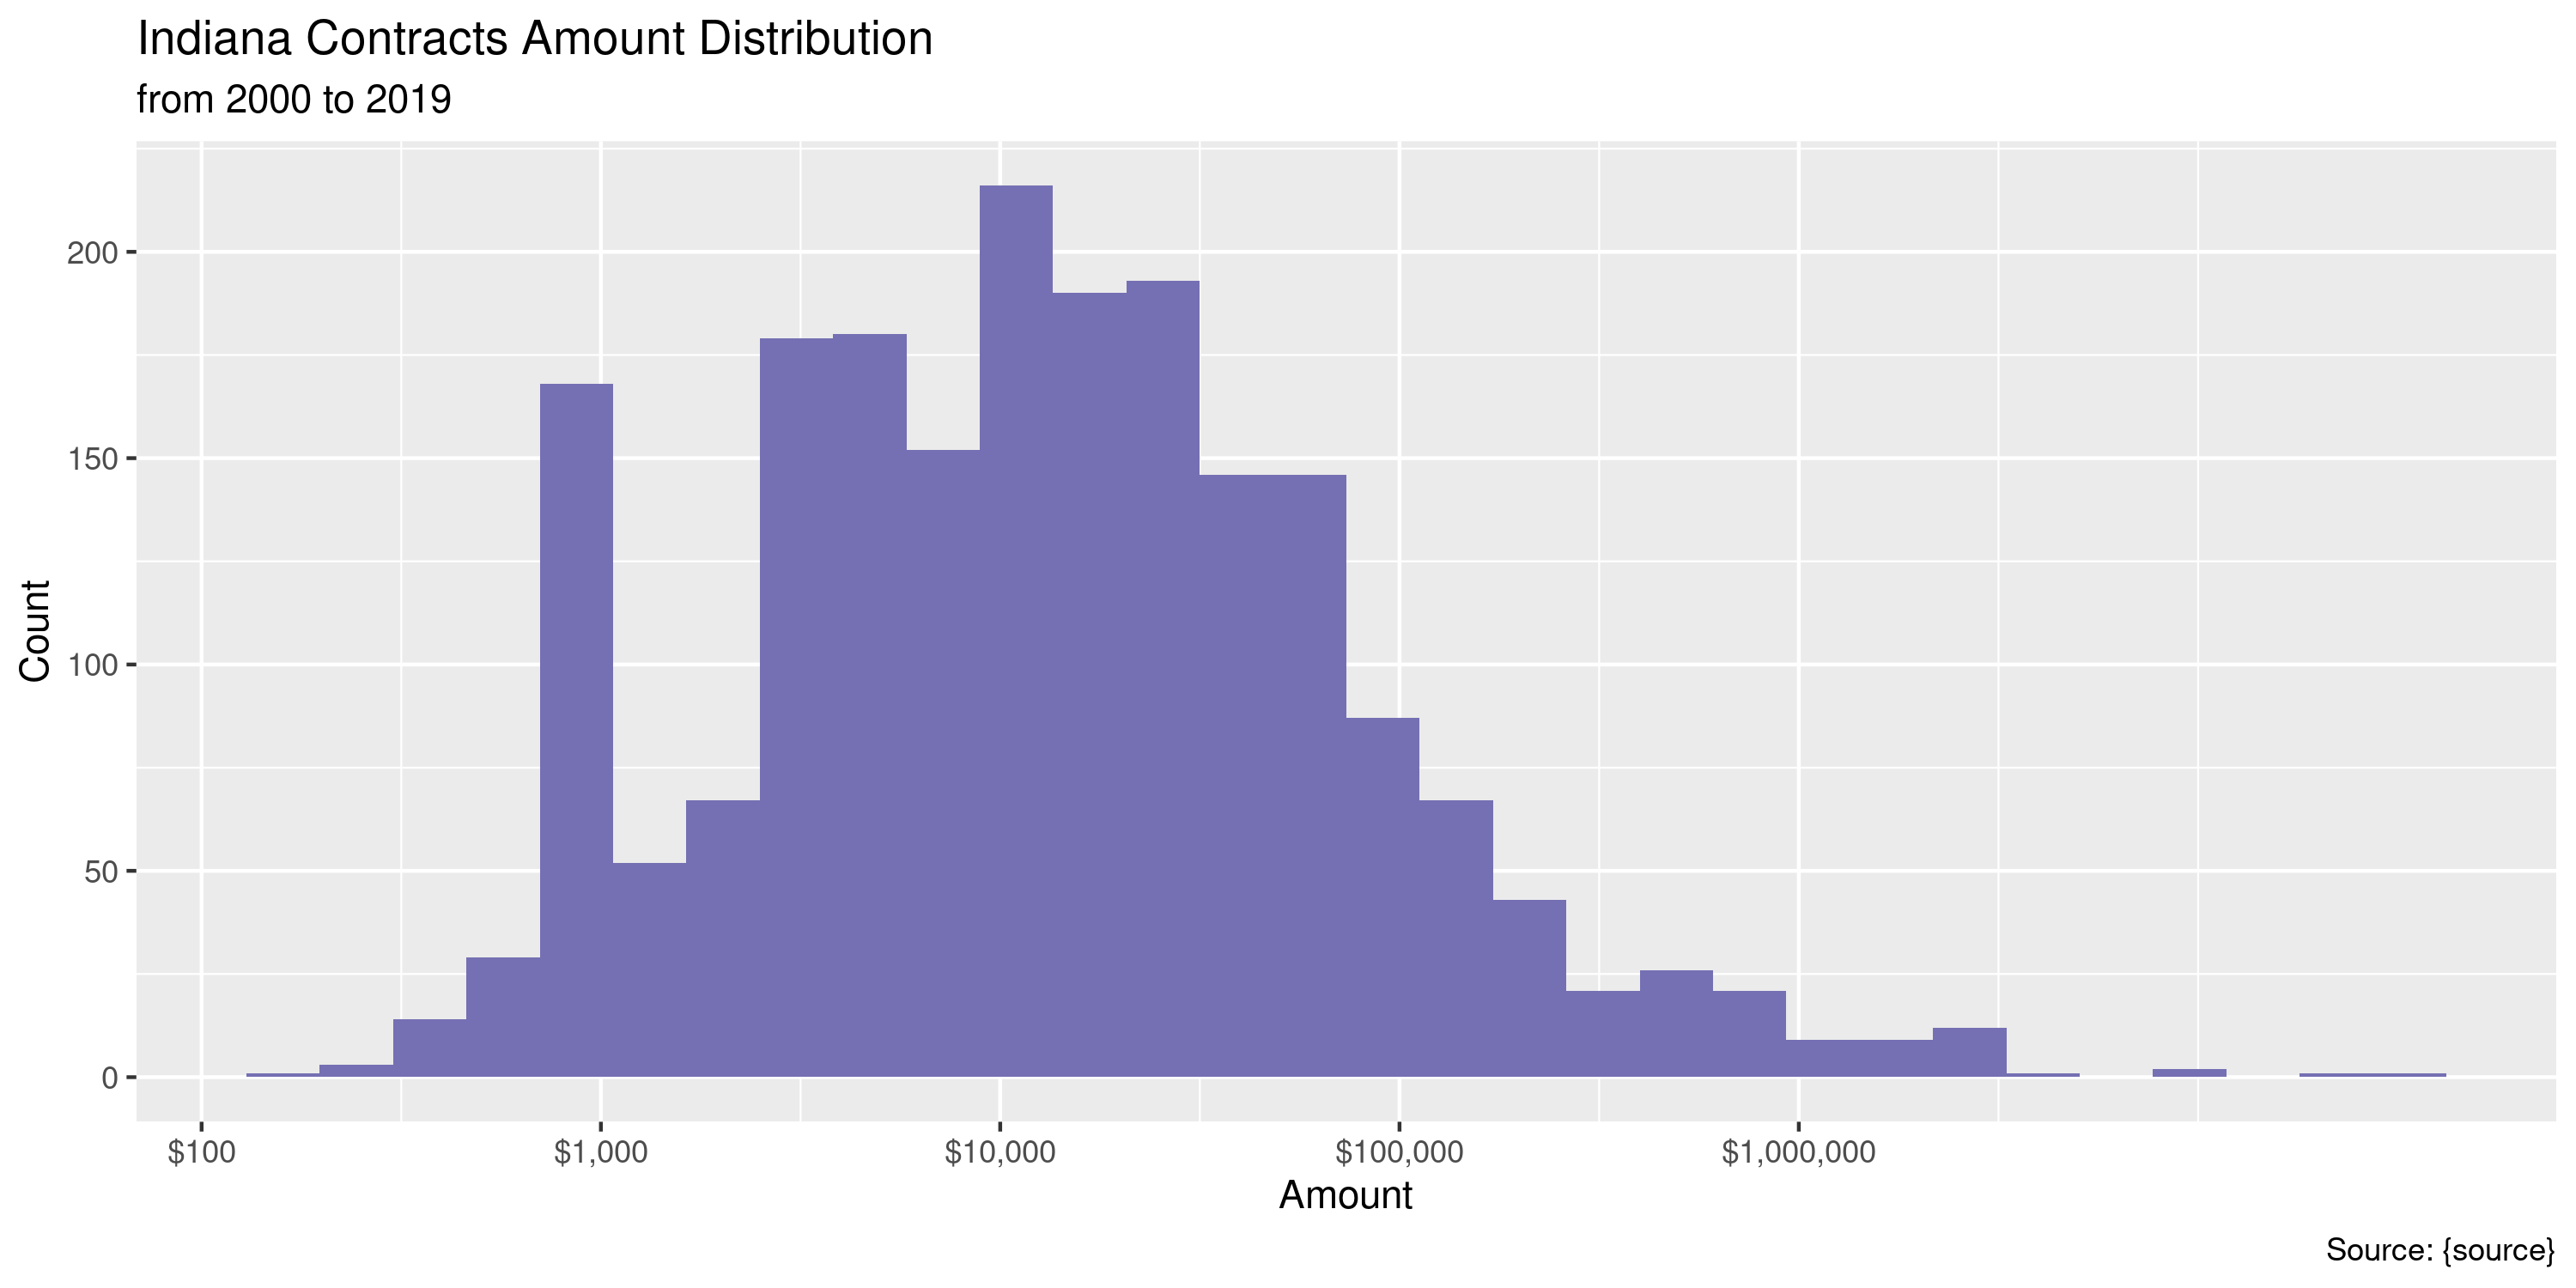 Indiana Contracts Amount Distribution
from 2000 to 2019
200
150
100
50
0
Count
$100 $1,000 $10,000 $100,000 $1,000,000
Amount
Source: {source}